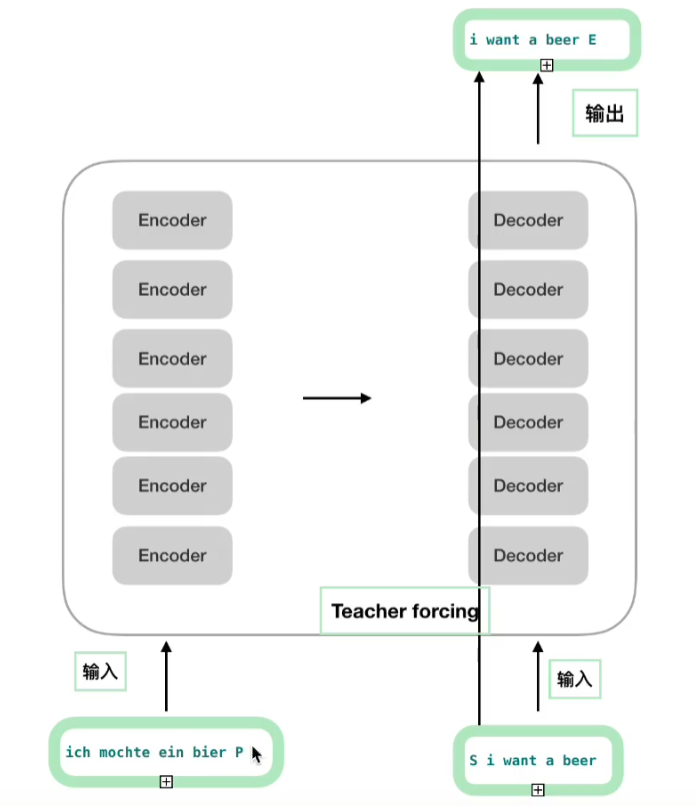 i want a beer E
输出
Encoder
Decoder
Encoder
Decoder
Encoder
Decoder
Encoder
Decoder
Encoder
Decoder
Encoder
Decoder
Teacher forcing
输入
输入
ich mochte ein bier P
S i want a beer